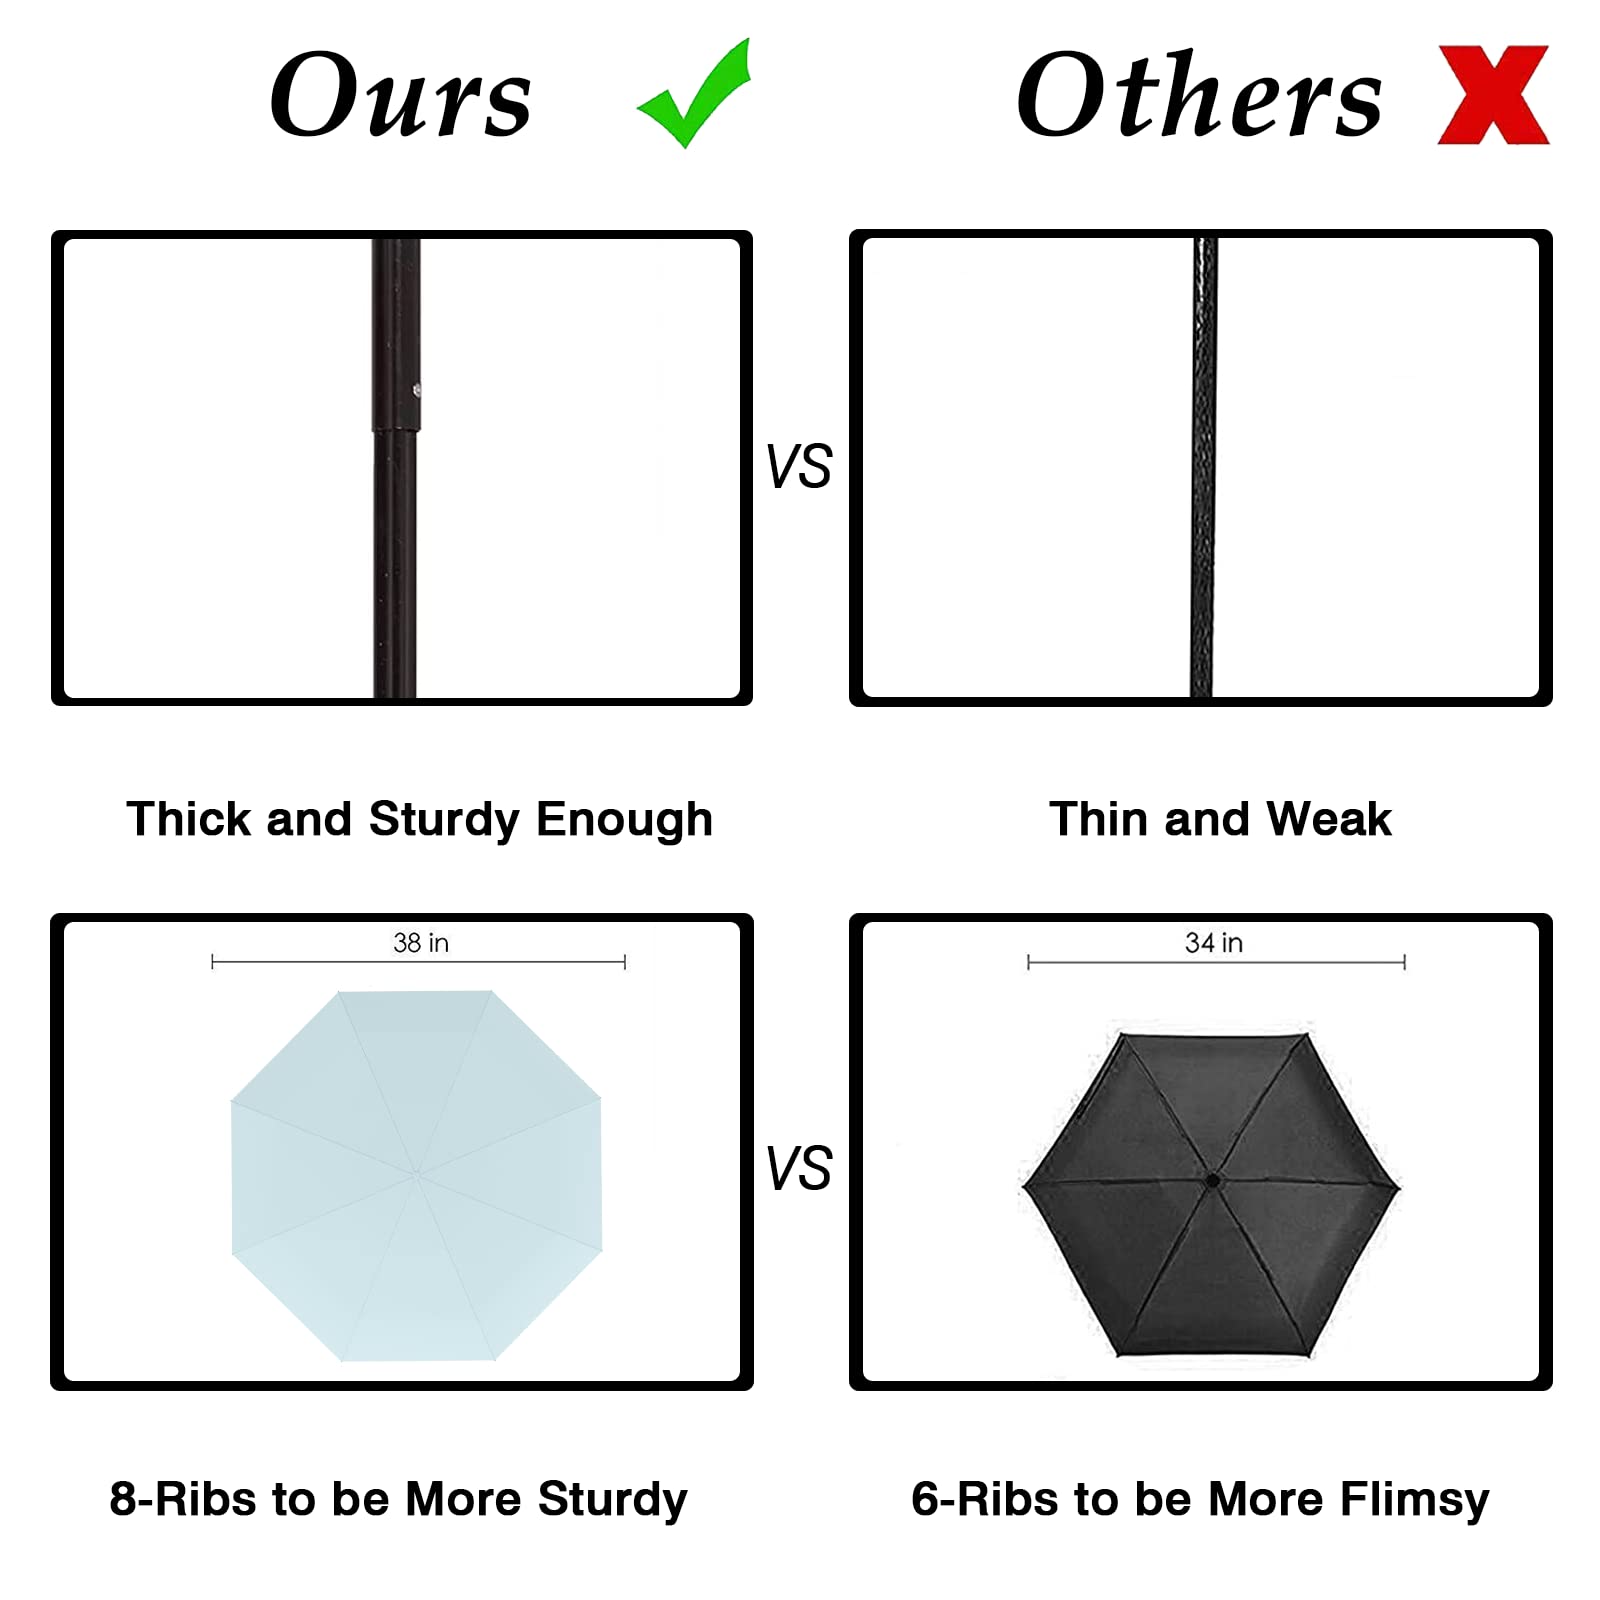 Ours
Others
VS
Thick and Sturdy Enough
Thin and Weak
38 in
34 in
VS
8-Ribs to be More Sturdy
6-Ribs to be More Flimsy